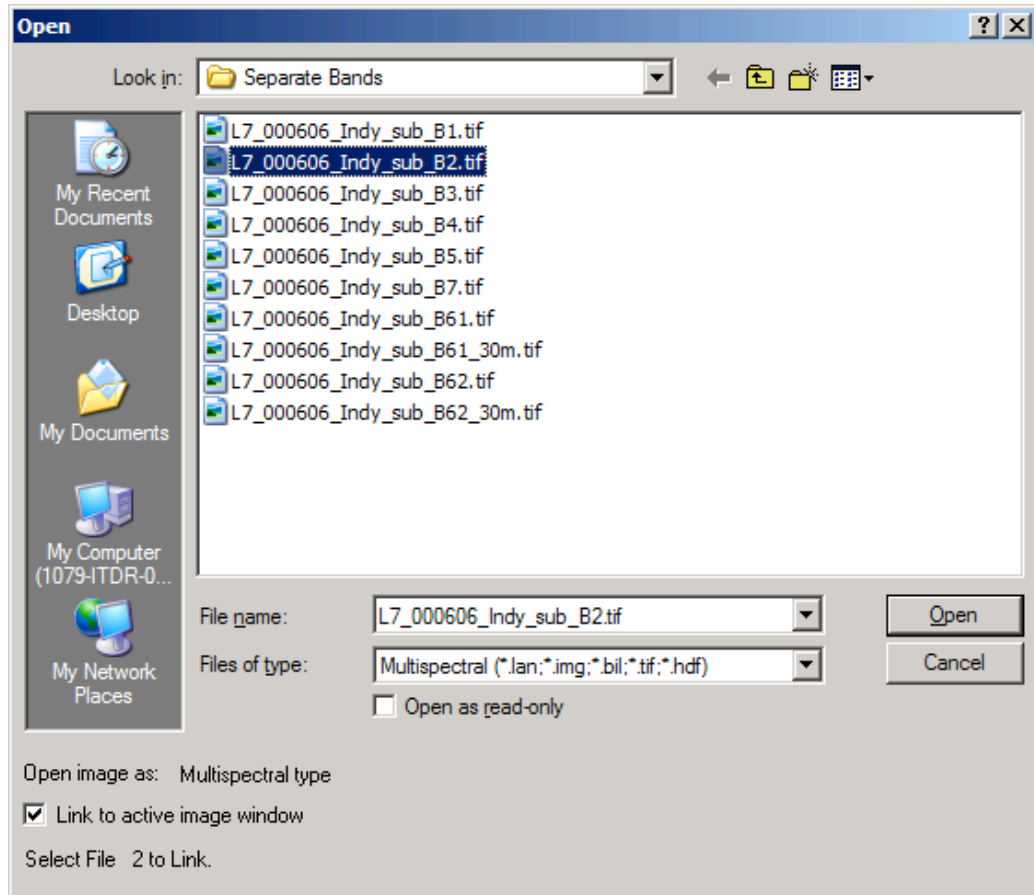 Open
Look in: Separate Bands
My Recent
Documents
Desktop
My Documents
My Computer
(1079-ITDR-0...
My Network
Places
L7_000606_Indy_sub_B1.tif
L7_000606_Indy_sub_B2.tif
L7_000606_Indy_sub_B3.tif
L7_000606_Indy_sub_B4.tif
L7_000606_Indy_sub_B5.tif
L7_000606_Indy_sub_B7.tif
L7_000606_Indy_sub_B61.tif
L7_000606_Indy_sub_B61_30m.tif
L7_000606_Indy_sub_B62.tif
L7_000606_Indy_sub_B62_30m.tif
File name: L7_000606_Indy_sub_B2.tif Open
Files of type: Multispectral (*.lan;*.img;*.bil;*.tif;*.hdf) Cancel
Open as read-only
Open image as: Multispectral type
Link to active image window
Select File 2 to Link.